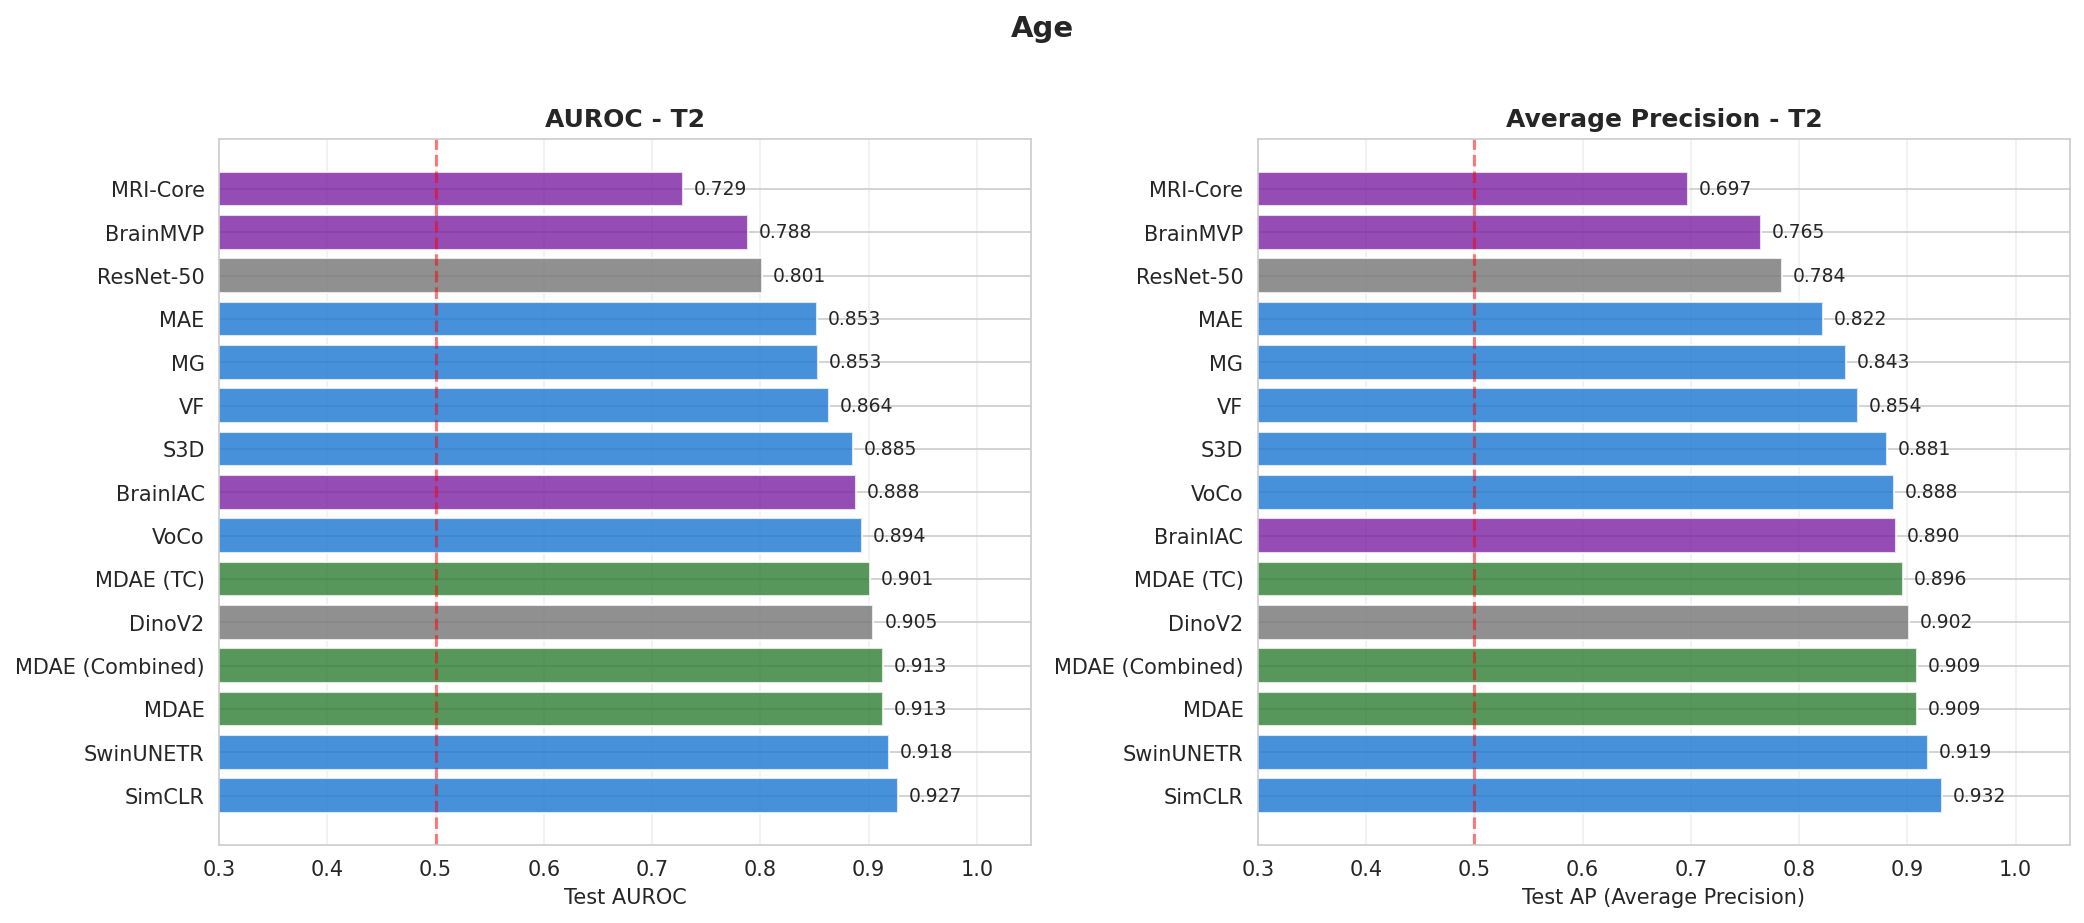 Age
AUROC - T2
MRI-Core 0.729
BrainMVP 0.788
ResNet-50 0.801
MAE 0.853
MG 0.853
VF 0.864
S3D 0.885
BrainIAC 0.888
VoCo 0.894
MDAE (TC) 0.901
DinoV2 0.905
MDAE (Combined) 0.913
MDAE 0.913
SwinUNETR 0.918
SimCLR 0.927
0.3 0.4 0.5 0.6 0.7 0.8 0.9 1.0
Test AUROC
Average Precision - T2
MRI-Core 0.697
BrainMVP 0.765
ResNet-50 0.784
MAE 0.822
MG 0.843
VF 0.854
S3D 0.881
VoCo 0.888
BrainIAC 0.890
MDAE (TC) 0.896
DinoV2 0.902
MDAE (Combined) 0.909
MDAE 0.909
SwinUNETR 0.919
SimCLR 0.932
0.3 0.4 0.5 0.6 0.7 0.8 0.9 1.0
Test AP (Average Precision)